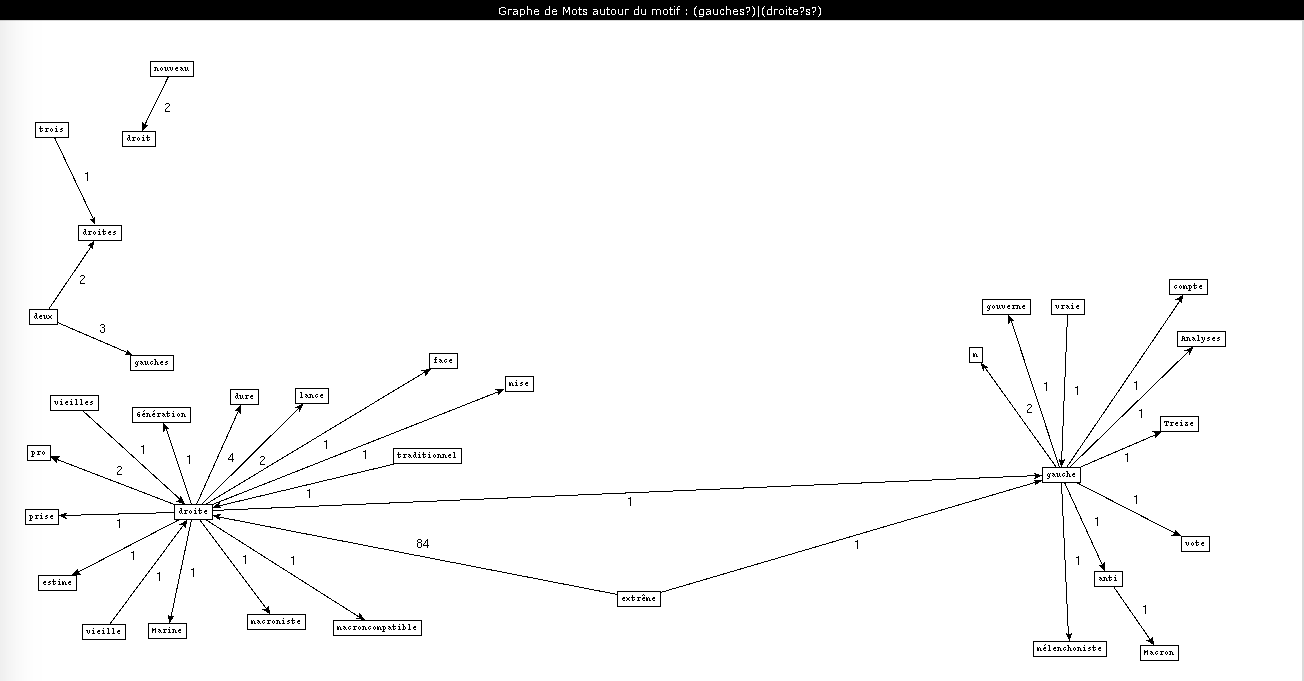 Graphe de Mots autour du motif : (gauches?)|(droite?s?)
nouveau
2
trois
droit
1
droites
2
compte
gouverne
vraie
deux
3
Analyses
n
gauches
face
mise
1
1
dure
lance
vieilles
2
1
Génération
1
Treize
1
traditionnel
pro
1
1
4
2
1
1
2
gauche
1
1
droite
1
prise
1
1
84
1
vote
1
1
1
1
estine
1
1
anti
extrême
1
macroniste
vieille
Marine
macroncompatible
mélenchoniste
Macron